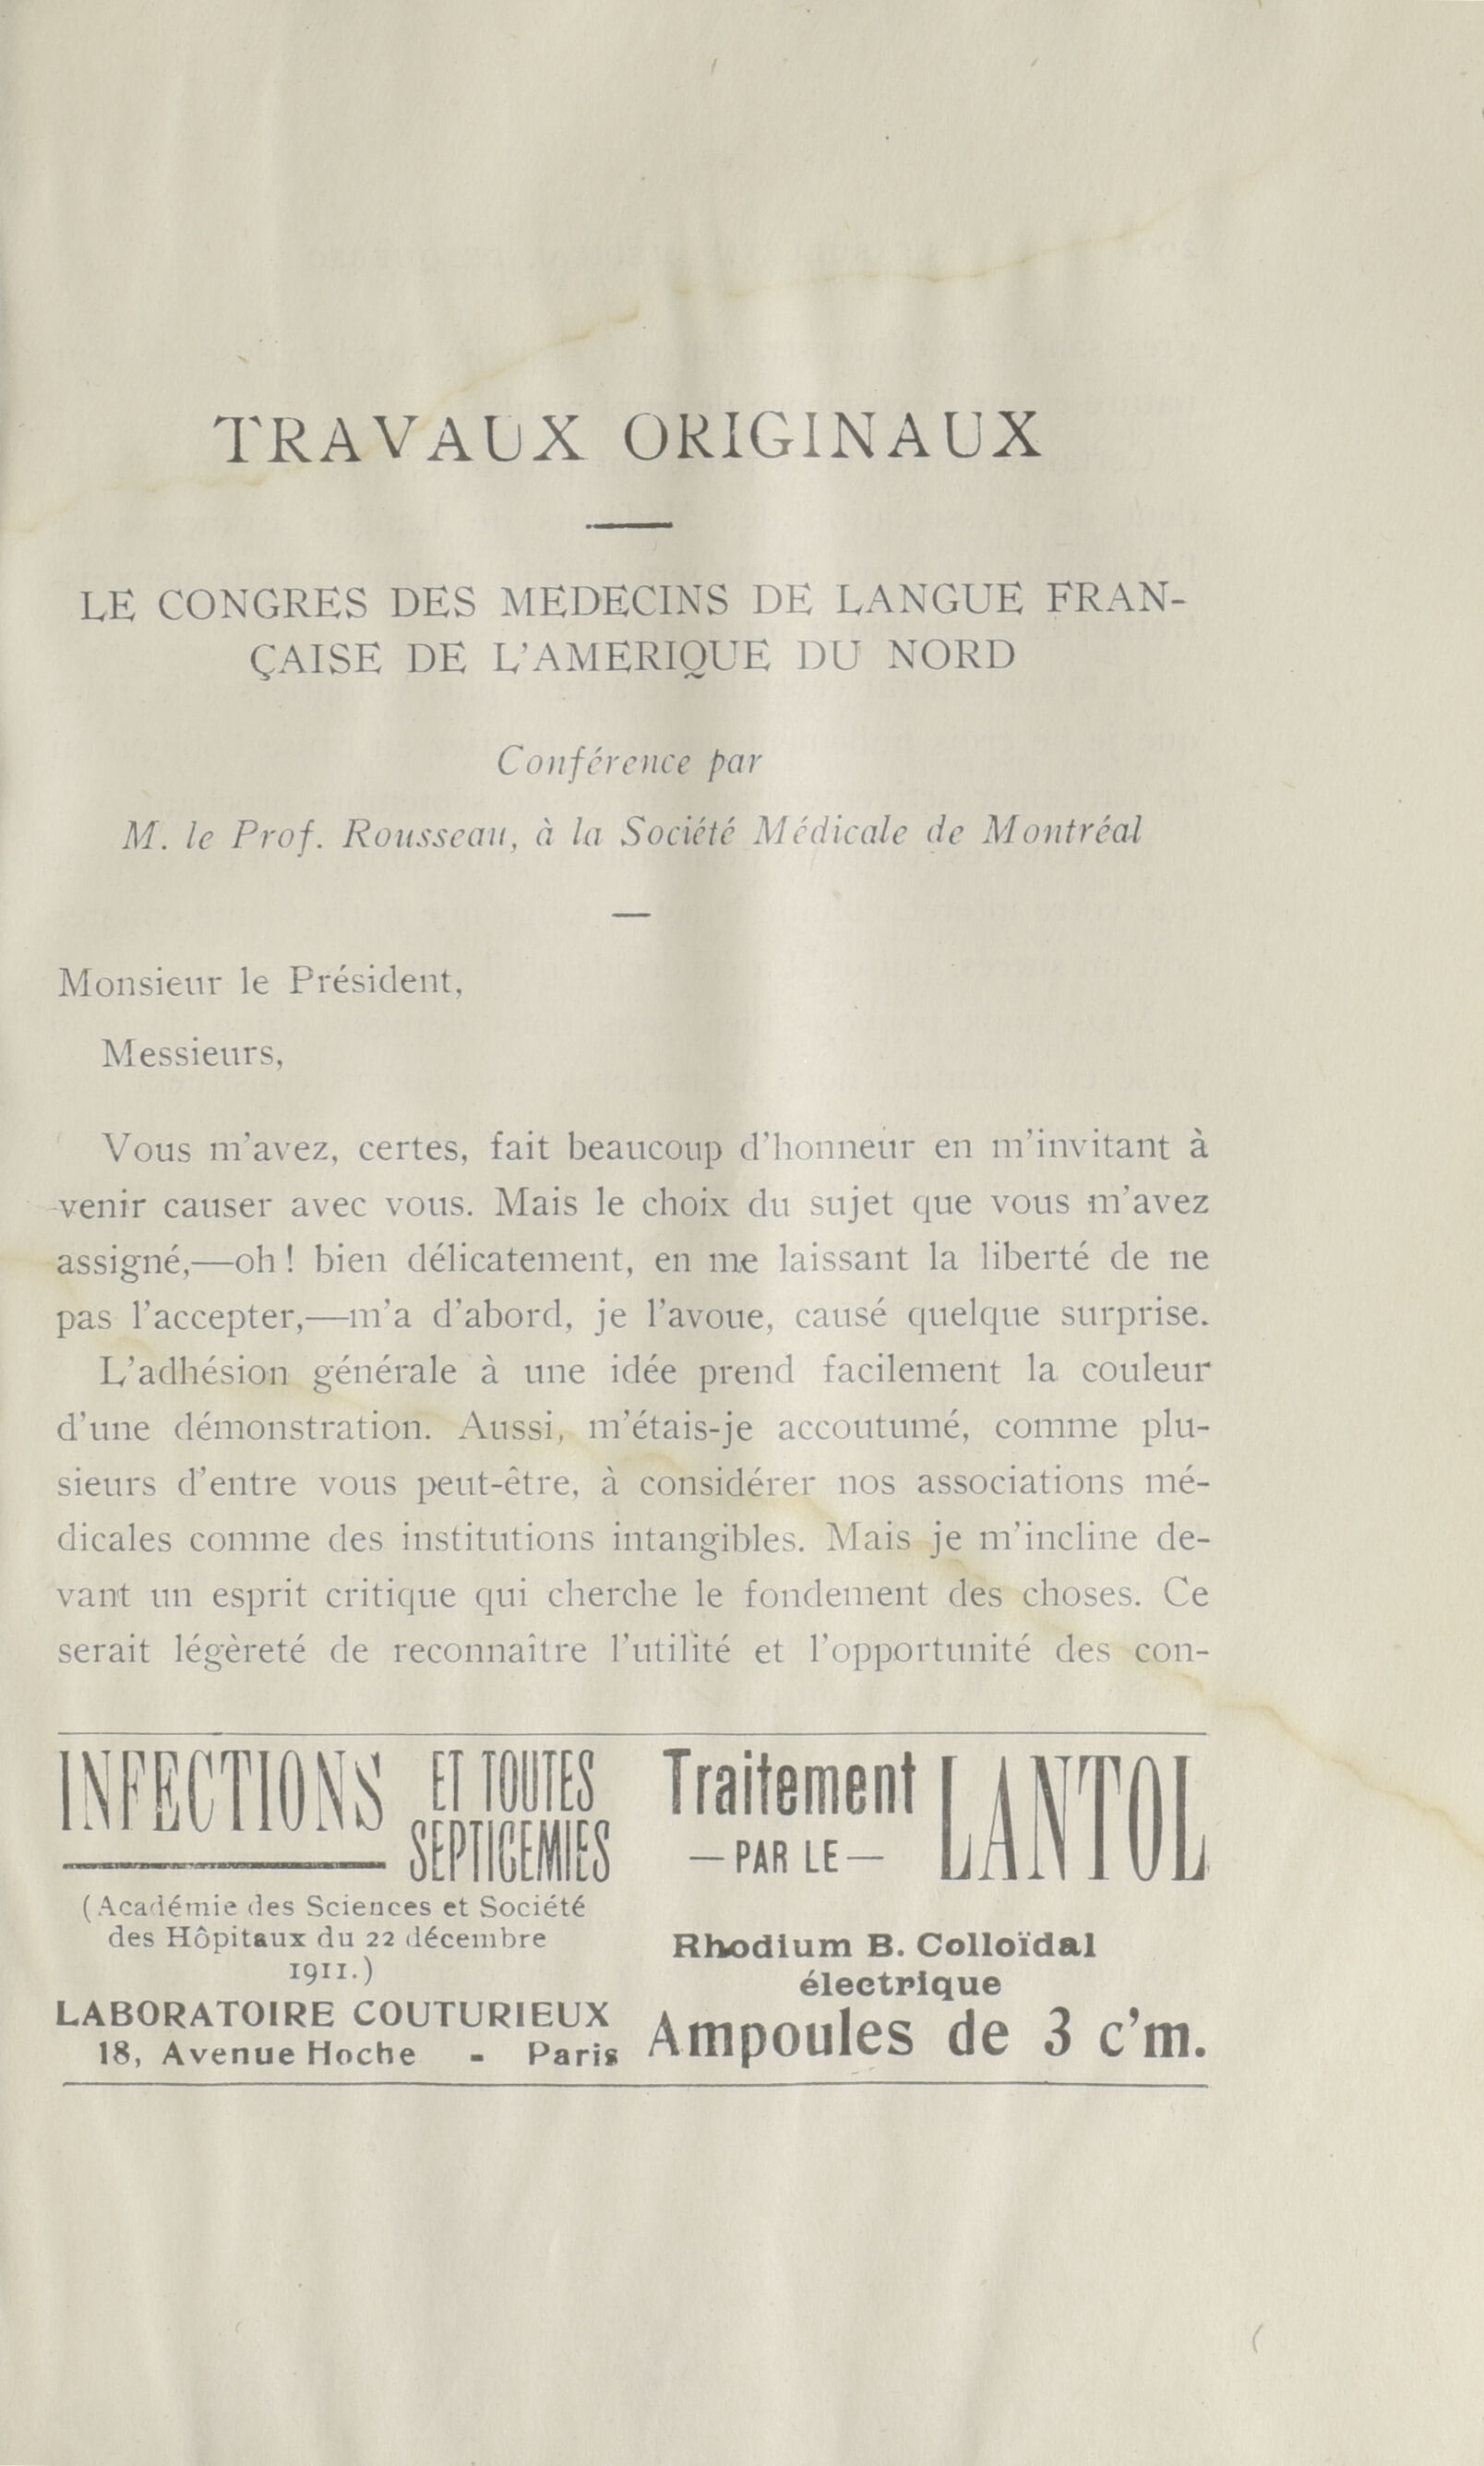 TRAVAUX ORIGINAUX
LE CONGRES DES MEDECINS DE LANGUE FRAN-
ÇAISE DE L'AMERIQUE DU NORD
Conférence par
M. le Prof. Rousseau, à la Société Médicale de Montréal
Monsieur le Président,
Messieurs,
Vous m'avez, certes, fait beaucoup d'honneur en m'invitant à
venir causer avec vous. Mais le choix du sujet que vous m'avez
assigné,—oh ! bien délicatement, en me laissant la liberté de ne
pas l'accepter,—m'a d'abord, je l'avoue, causé quelque surprise.
L'adhésion générale à une idée prend facilement la couleur
d'une démonstration. Aussi, m'étais-je accoutumé, comme plu-
sieurs d'entre vous peut-être, à considérer nos associations mé-
dicales comme des institutions intangibles. Mais je m'incline de-
vant un esprit critique qui cherche le fondement des choses. Ce
serait légèreté de reconnaître l'utilité et l'opportunité des con-
INFECTIONS ET TOUTES
SEPTICEMIES
(Académie des Sciences et Société
des Hôpitaux du 22 décembre
1911.)
LABORATOIRE COUTURIEUX
18, Avenue Hoche - Paris
Traitement
— PAR LE —
LANTOL
Rhodium B. Colloïdal
électrique
Ampoules de 3 c'm.